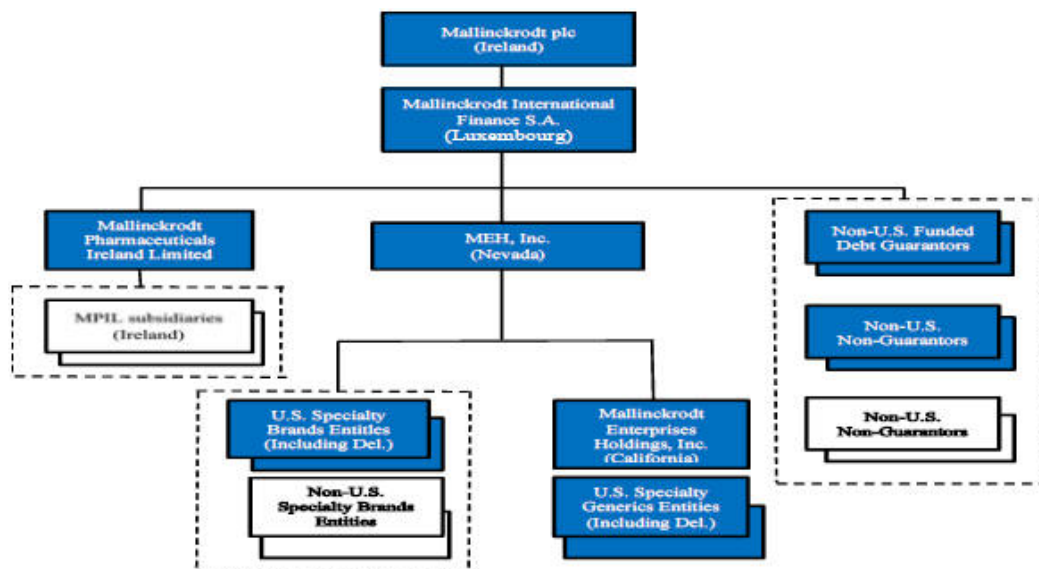 Mallinckrodt plc
(Ireland)
Mallinckrodt International
Finance S.A.
(Luxembourg)
Mallinckrodt
Pharmaceuticals
Ireland Limited
MEH, Inc.
(Nevada)
Non-U.S. Funded
Debt Guarantors
MPIL subsidiaries
(Ireland)
Non-U.S.
Non-Guarantors
U.S. Specialty
Brands Entities
(Including Del.)
Mallinckrodt
Enterprises
Holdings, Inc.
(California)
Non-U.S.
Non-Guarantors
Non-U.S.
Specialty Brands
Entities
U.S. Specialty
Generics Entities
(Including Del.)